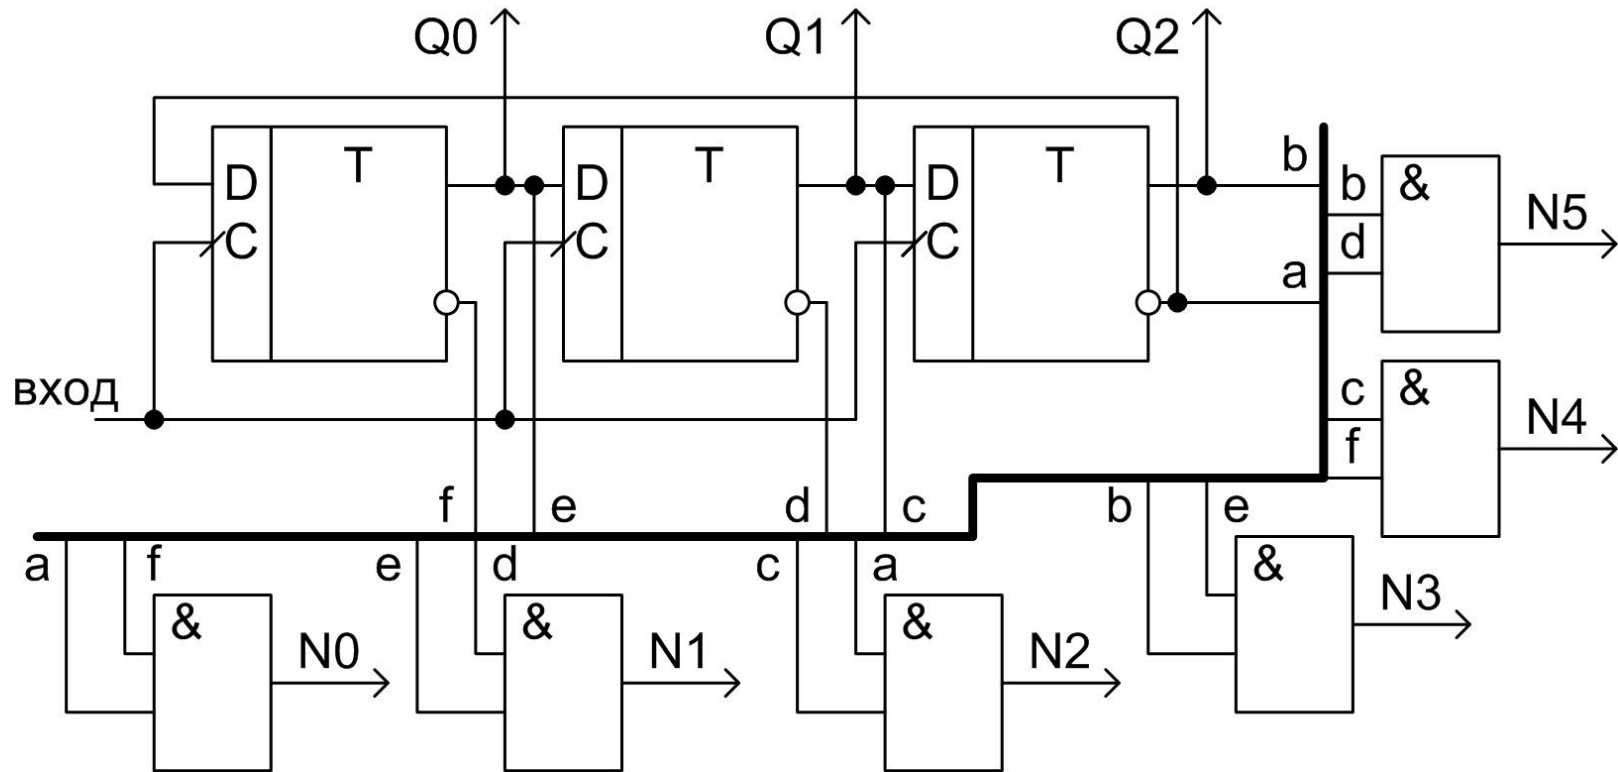 Q0 Q1 Q2
D T D T D T
C C C
b
a
b &
d
N5
вход
c &
f
N4
f e d c b e
a f e d c a
& N0
& N1
& N2
& N3